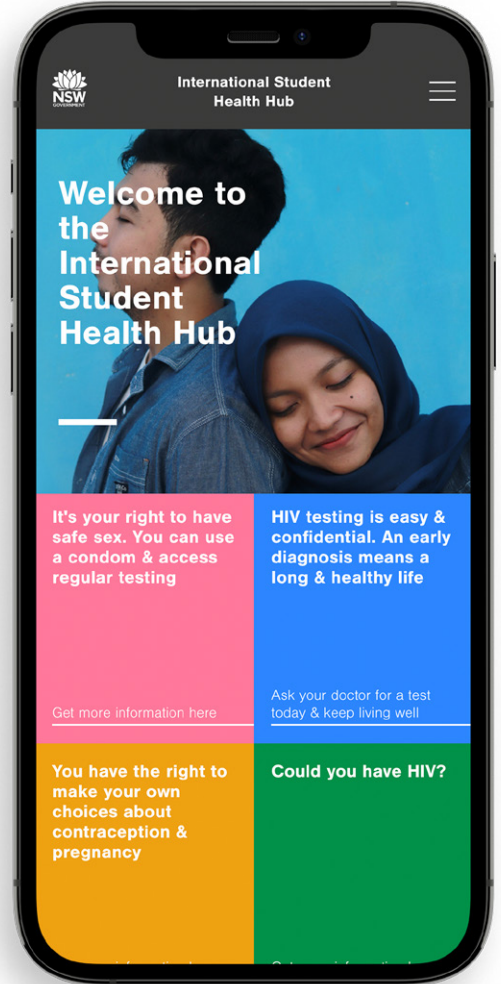 International Student
Health Hub
NSW
GOVERNMENT
Welcome to
the
International
Student
Health Hub
It's your right to have
safe sex. You can use
a condom & access
regular testing
Get more information here
HIV testing is easy &
confidential. An early
diagnosis means a
long & healthy life
Ask your doctor for a test
today & keep living well
You have the right to
make your own
choices about
contraception &
pregnancy
Could you have HIV?